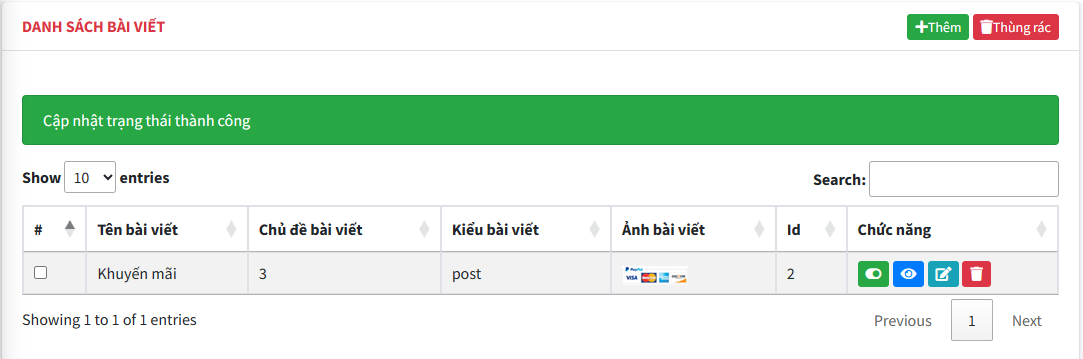 DANH SÁCH BÀI VIẾT
Thêm Thùng rác
Cập nhật trạng thái thành công
Show 10 entries
Search:
# Tên bài viết Chủ đề bài viết Kiểu bài viết Ảnh bài viết Id Chức năng
Khuyến mãi 3 post PayPal VISA 2
Showing 1 to 1 of 1 entries
Previous 1 Next